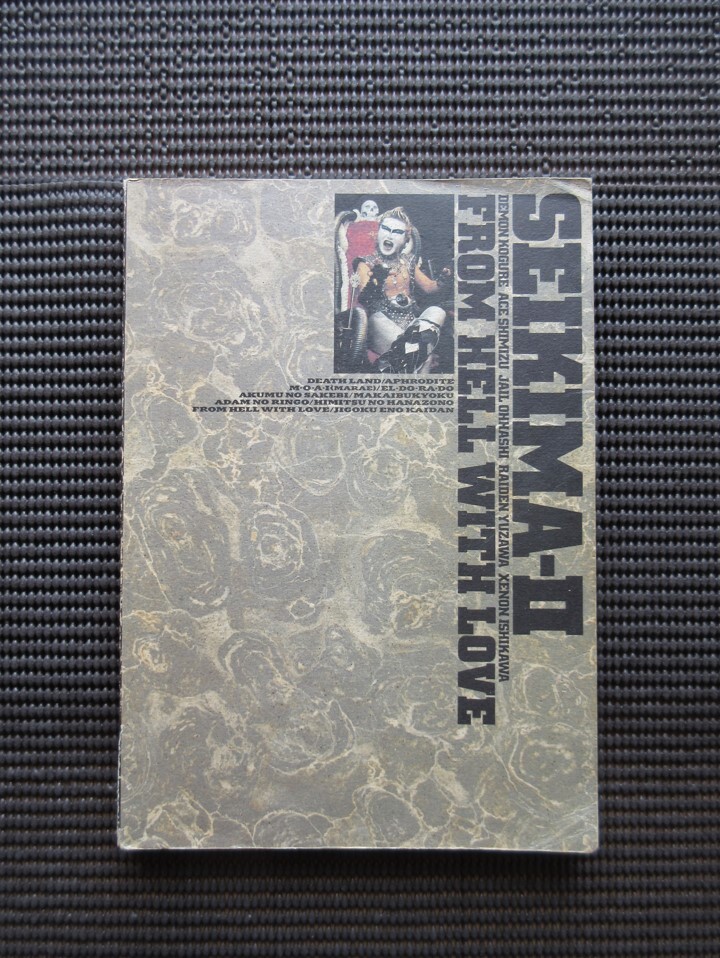 SEIKIMA-II
DEMON KOGURE ACE SHIMIZU JAIL OHHASHI RAIDEN YUZAWA XENON ISHIKAWA
FROM HELL WITH LOVE
DEATH LAND/APHRODITE
M·O·A·I(MARAE)/EL·DO·RA·DO
AKUMU NO SAKEBI/MAKAIBUKYOKU
ADAM NO RINGO/HIMITSU NO HANAZONO
FROM HELL WITH LOVE/JIGOKU ENO KAIDAN